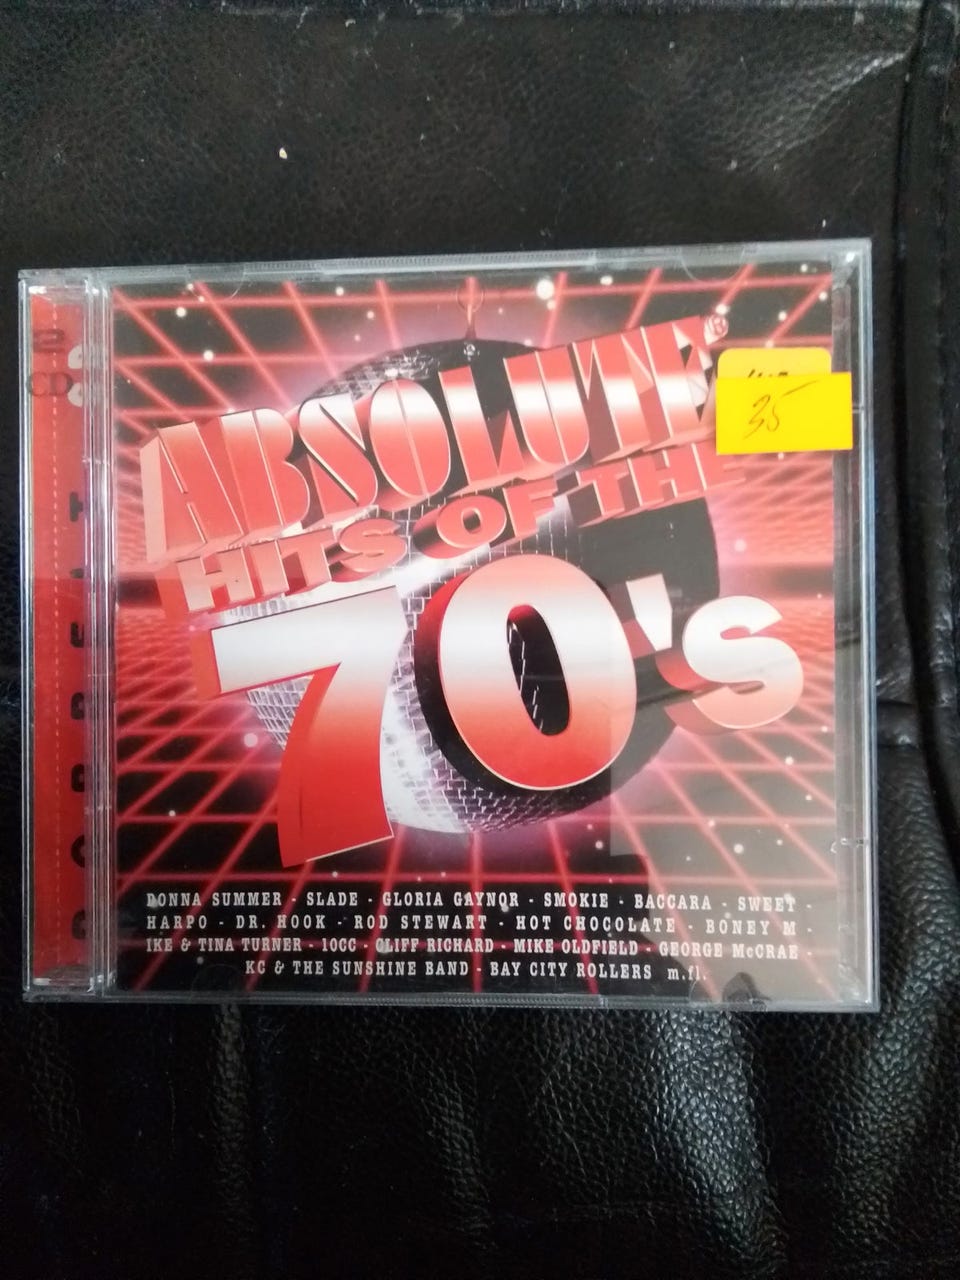 ABSOLUTE®
HITS OF THE
70's
35
2
CD
DONNA SUMMER - SLADE - GLORIA GAYNOR - SMOKIE - BACCARA - SWEET -
HARPO - DR. HOOK - ROD STEWART - HOT CHOCOLATE - BONEY M -
IKE & TINA TURNER - 10CC - CLIFF RICHARD - MIKE OLDFIELD - GEORGE McCRAE -
KC & THE SUNSHINE BAND - BAY CITY ROLLERS m.fl.